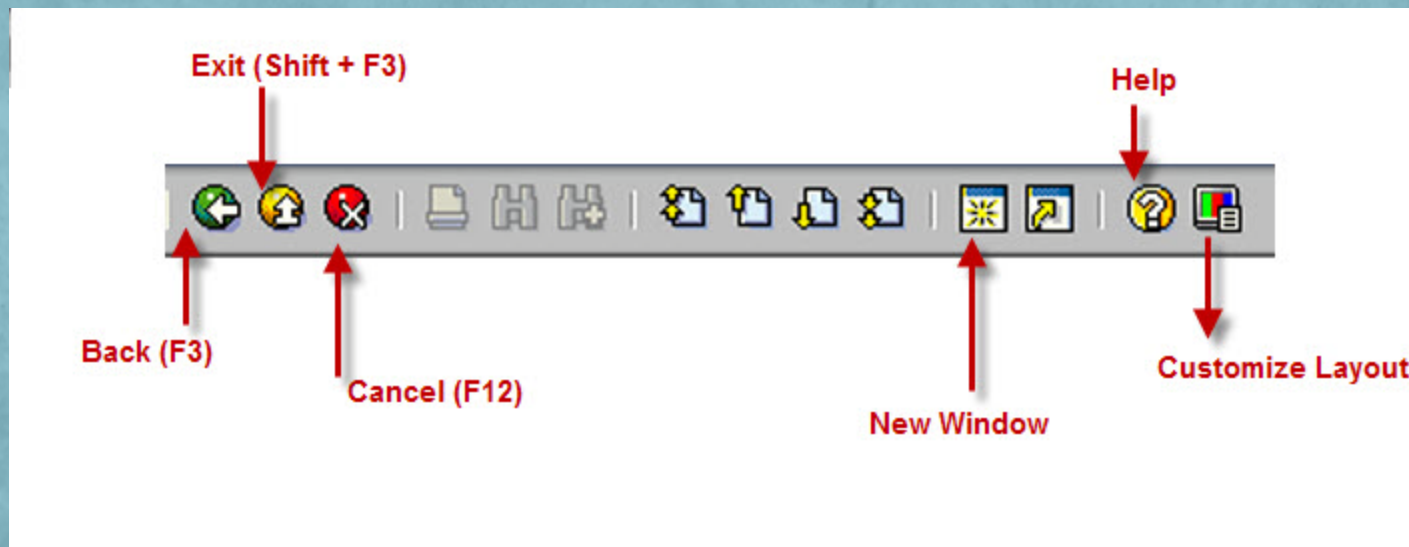 Exit (Shift + F3)
Help
Back (F3)
Customize Layout
Cancel (F12)
New Window